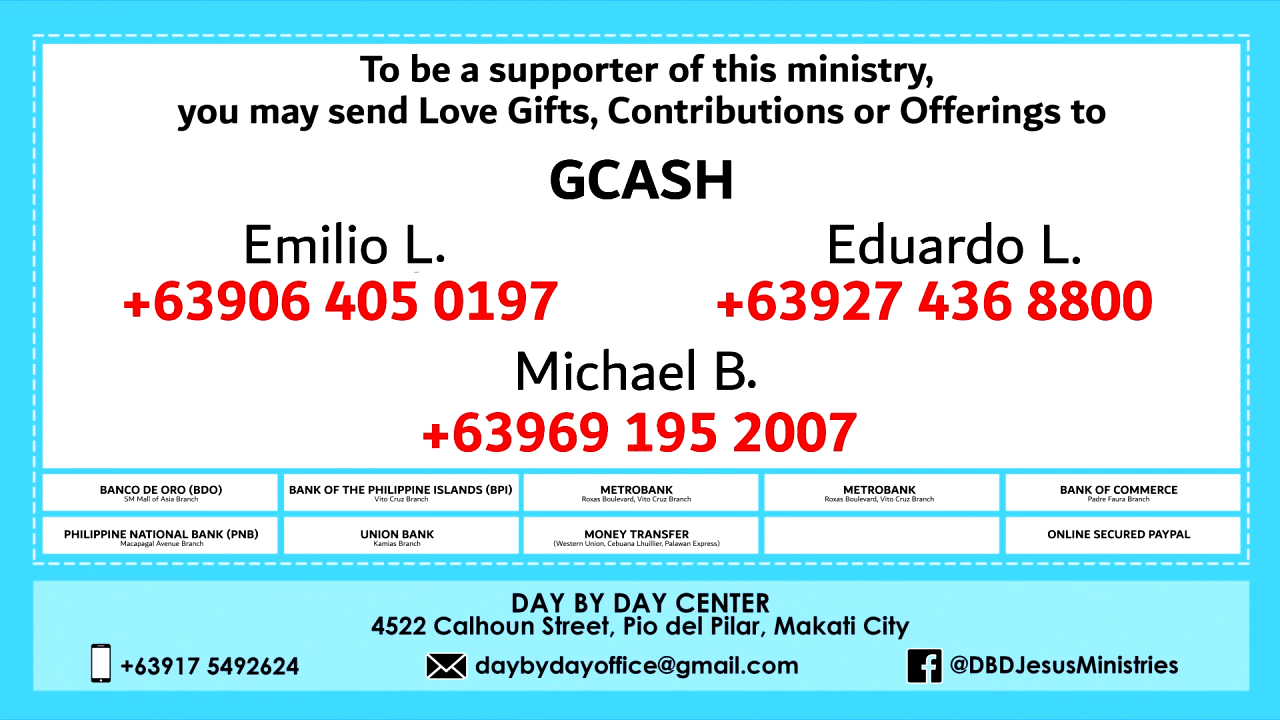 To be a supporter of this ministry,
you may send Love Gifts, Contributions or Offerings to
GCASH
Emilio L.
+63906 405 0197
Eduardo L.
+63927 436 8800
Michael B.
+63969 195 2007
BANCO DE ORO (BDO)
SM Mall of Asia Branch
BANK OF THE PHILIPPINE ISLANDS (BPI)
Vito Cruz Branch
METROBANK
Roxas Boulevard, Vito Cruz Branch
METROBANK
Roxas Boulevard, Vito Cruz Branch
BANK OF COMMERCE
Padre Faura Branch
PHILIPPINE NATIONAL BANK (PNB)
Macapagal Avenue Branch
UNION BANK
Kamias Branch
MONEY TRANSFER
(Western Union, Cebuana Lhuillier, Palawan Express)
ONLINE SECURED PAYPAL
DAY BY DAY CENTER
4522 Calhoun Street, Pio del Pilar, Makati City
+63917 5492624
daybydayoffice@gmail.com
@DBDJesusMinistries